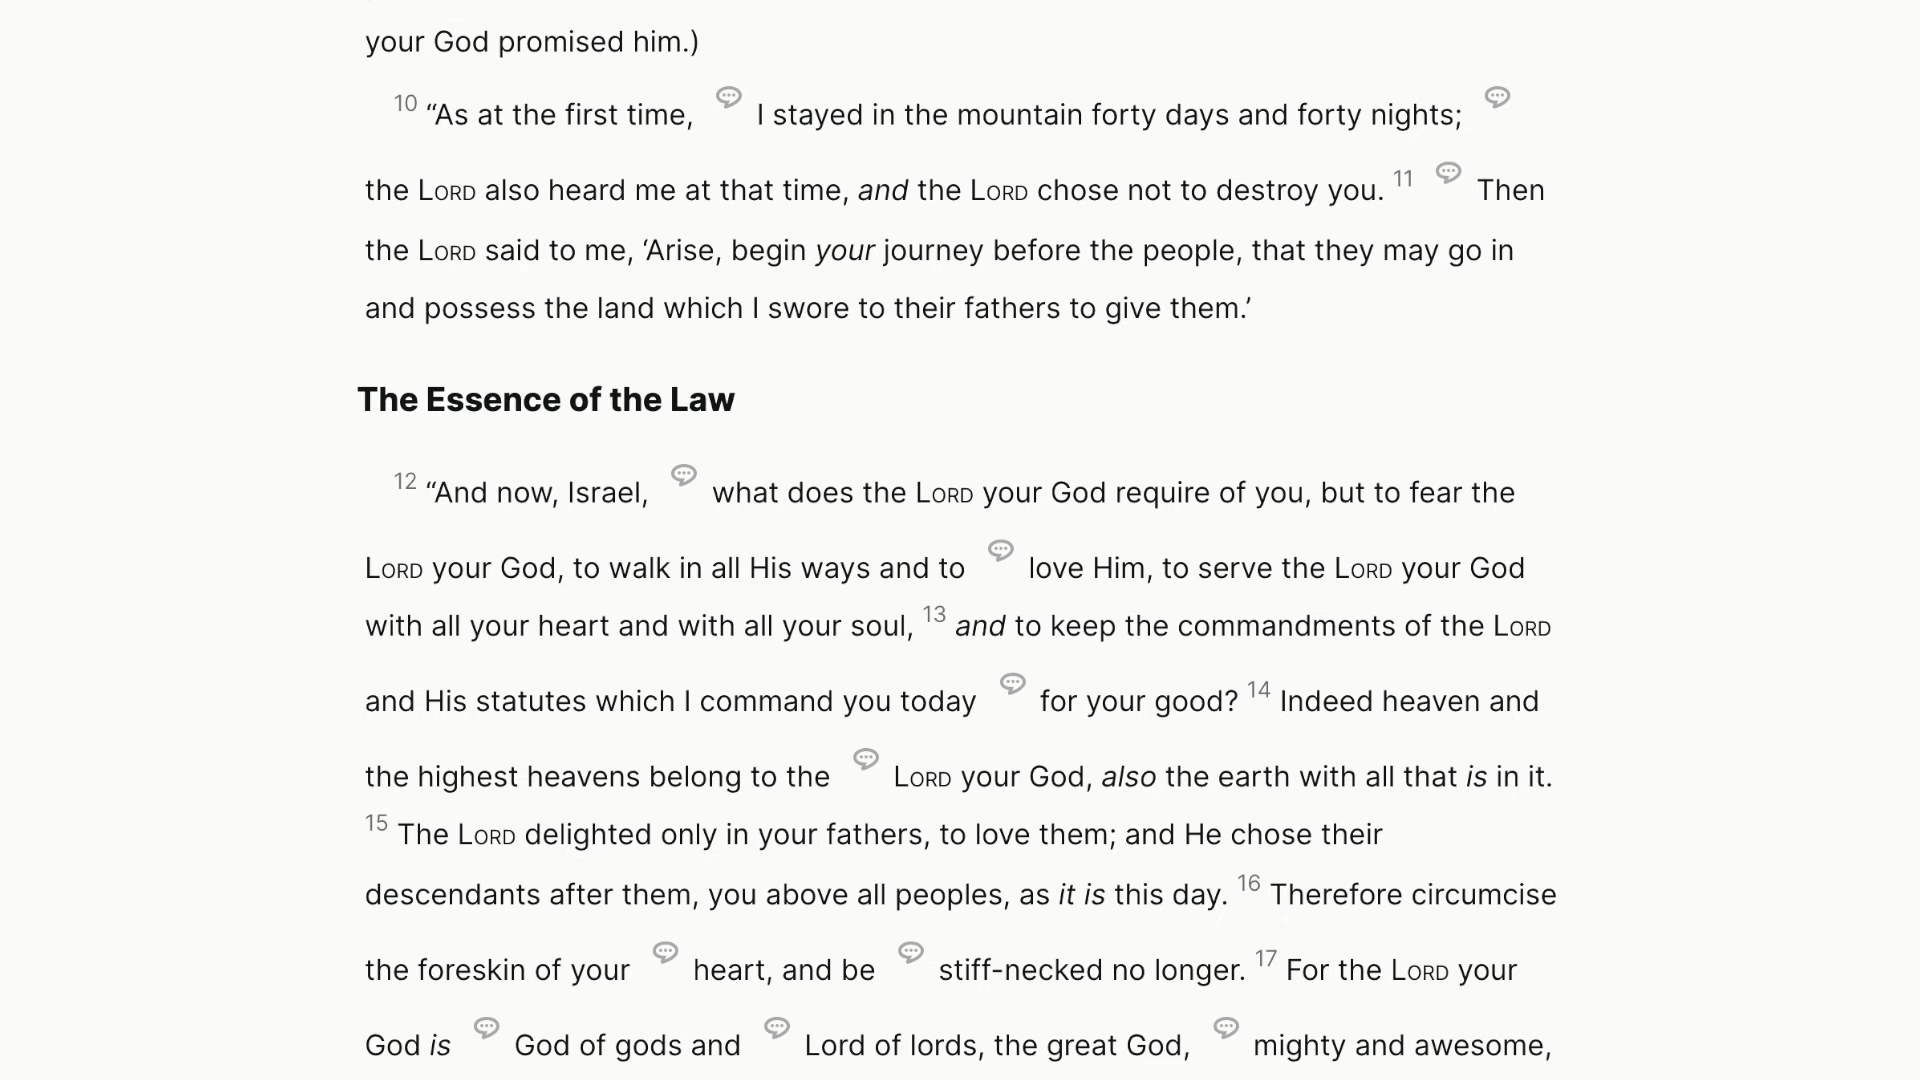 your God promised him.)
10 “As at the first time, I stayed in the mountain forty days and forty nights;
the LORD also heard me at that time, and the LORD chose not to destroy you. 11 Then
the LORD said to me, ‘Arise, begin your journey before the people, that they may go in
and possess the land which I swore to their fathers to give them.’
The Essence of the Law
12 “And now, Israel, what does the LORD your God require of you, but to fear the
LORD your God, to walk in all His ways and to love Him, to serve the LORD your God
with all your heart and with all your soul, 13 and to keep the commandments of the LORD
and His statutes which I command you today for your good? 14 Indeed heaven and
the highest heavens belong to the LORD your God, also the earth with all that is in it.
15 The LORD delighted only in your fathers, to love them; and He chose their
descendants after them, you above all peoples, as it is this day. 16 Therefore circumcise
the foreskin of your heart, and be stiff-necked no longer. 17 For the LORD your
God is God of gods and Lord of lords, the great God, mighty and awesome,